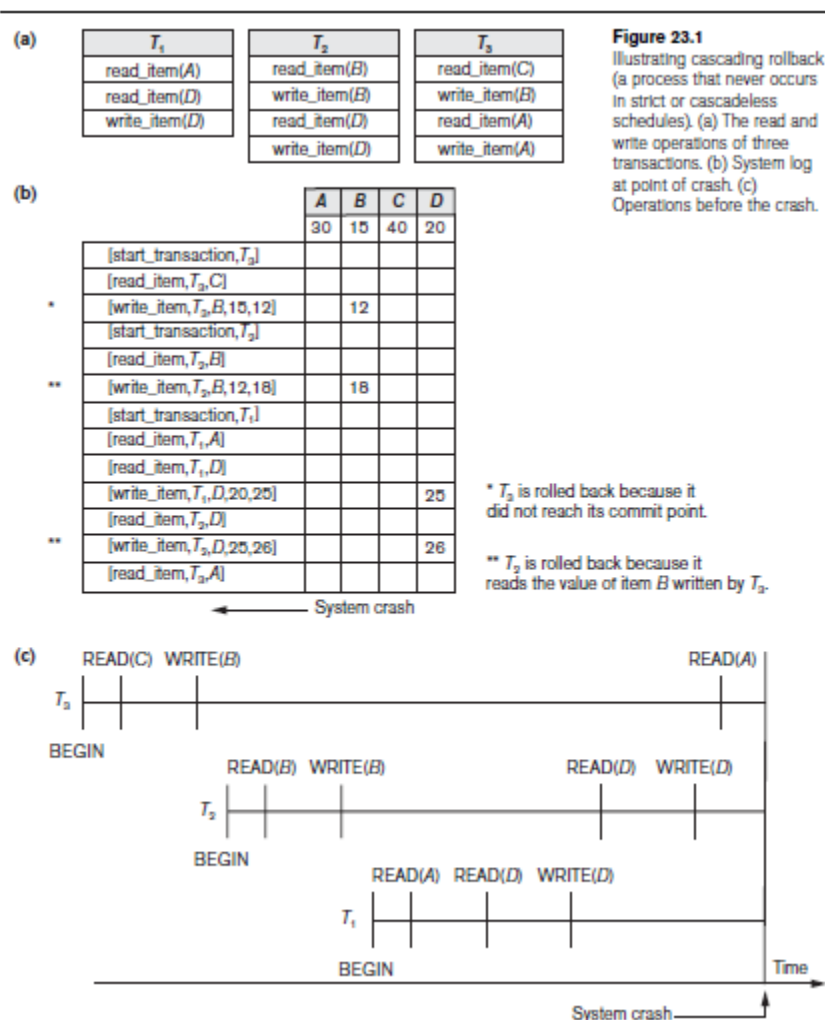 (a)
T₁ T₂ T₃
read_item(A) read_item(B) read_item(C)
read_item(D) write_item(B) write_item(B)
write_item(D) read_item(D) read_item(A)
write_item(D) write_item(A)
Figure 23.1
Illustrating cascading rollback
(a process that never occurs
in strict or cascadeless
schedules). (a) The read and
write operations of three
transactions. (b) System log
at point of crash. (c)
Operations before the crash.
(b)
A B C D
30 15 40 20
[start_transaction,T₃]
[read_item,T₃,C]
* [write_item,T₃,B,15,12] 12
[start_transaction,T₂]
[read_item,T₂,B]
** [write_item,T₂,B,12,18] 18
[start_transaction,T₁]
[read_item,T₁,A]
[read_item,T₁,D]
[write_item,T₁,D,20,25] 25
[read_item,T₂,D]
** [write_item,T₂,D,25,26] 26
[read_item,T₃,A]
System crash
* T₃ is rolled back because it
did not reach its commit point.
** T₂ is rolled back because it
reads the value of item B written by T₃.
(c)
READ(C) WRITE(B) READ(A)
T₃
BEGIN
READ(B) WRITE(B) READ(D) WRITE(D)
T₂
BEGIN
READ(A) READ(D) WRITE(D)
T₁
BEGIN
Time
System crash